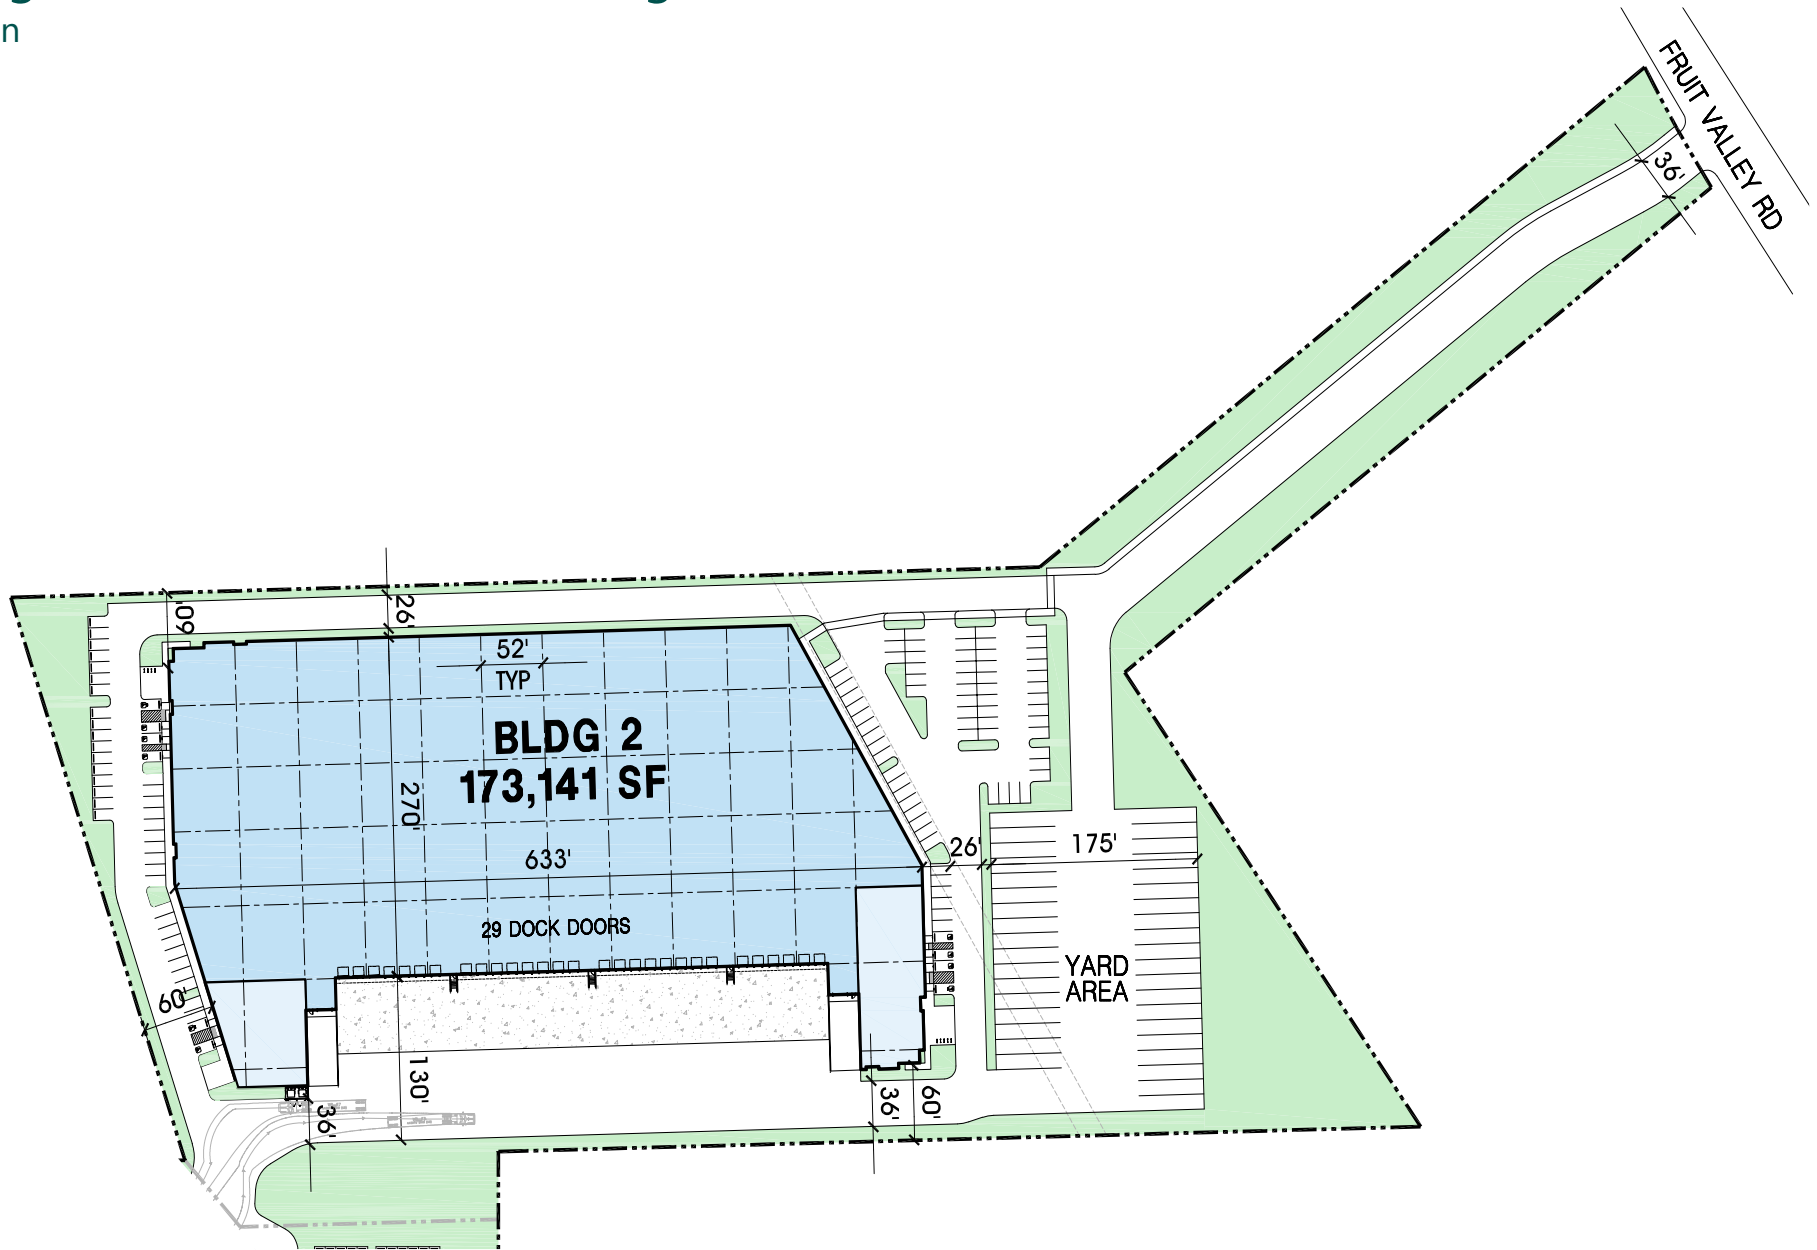 n
FRUIT VALLEY RD
36'
60'
26'
52'
TYP
BLDG 2
173,141 SF
270'
633'
26'
175'
29 DOCK DOORS
YARD
AREA
60'
130'
36'
36'
60'